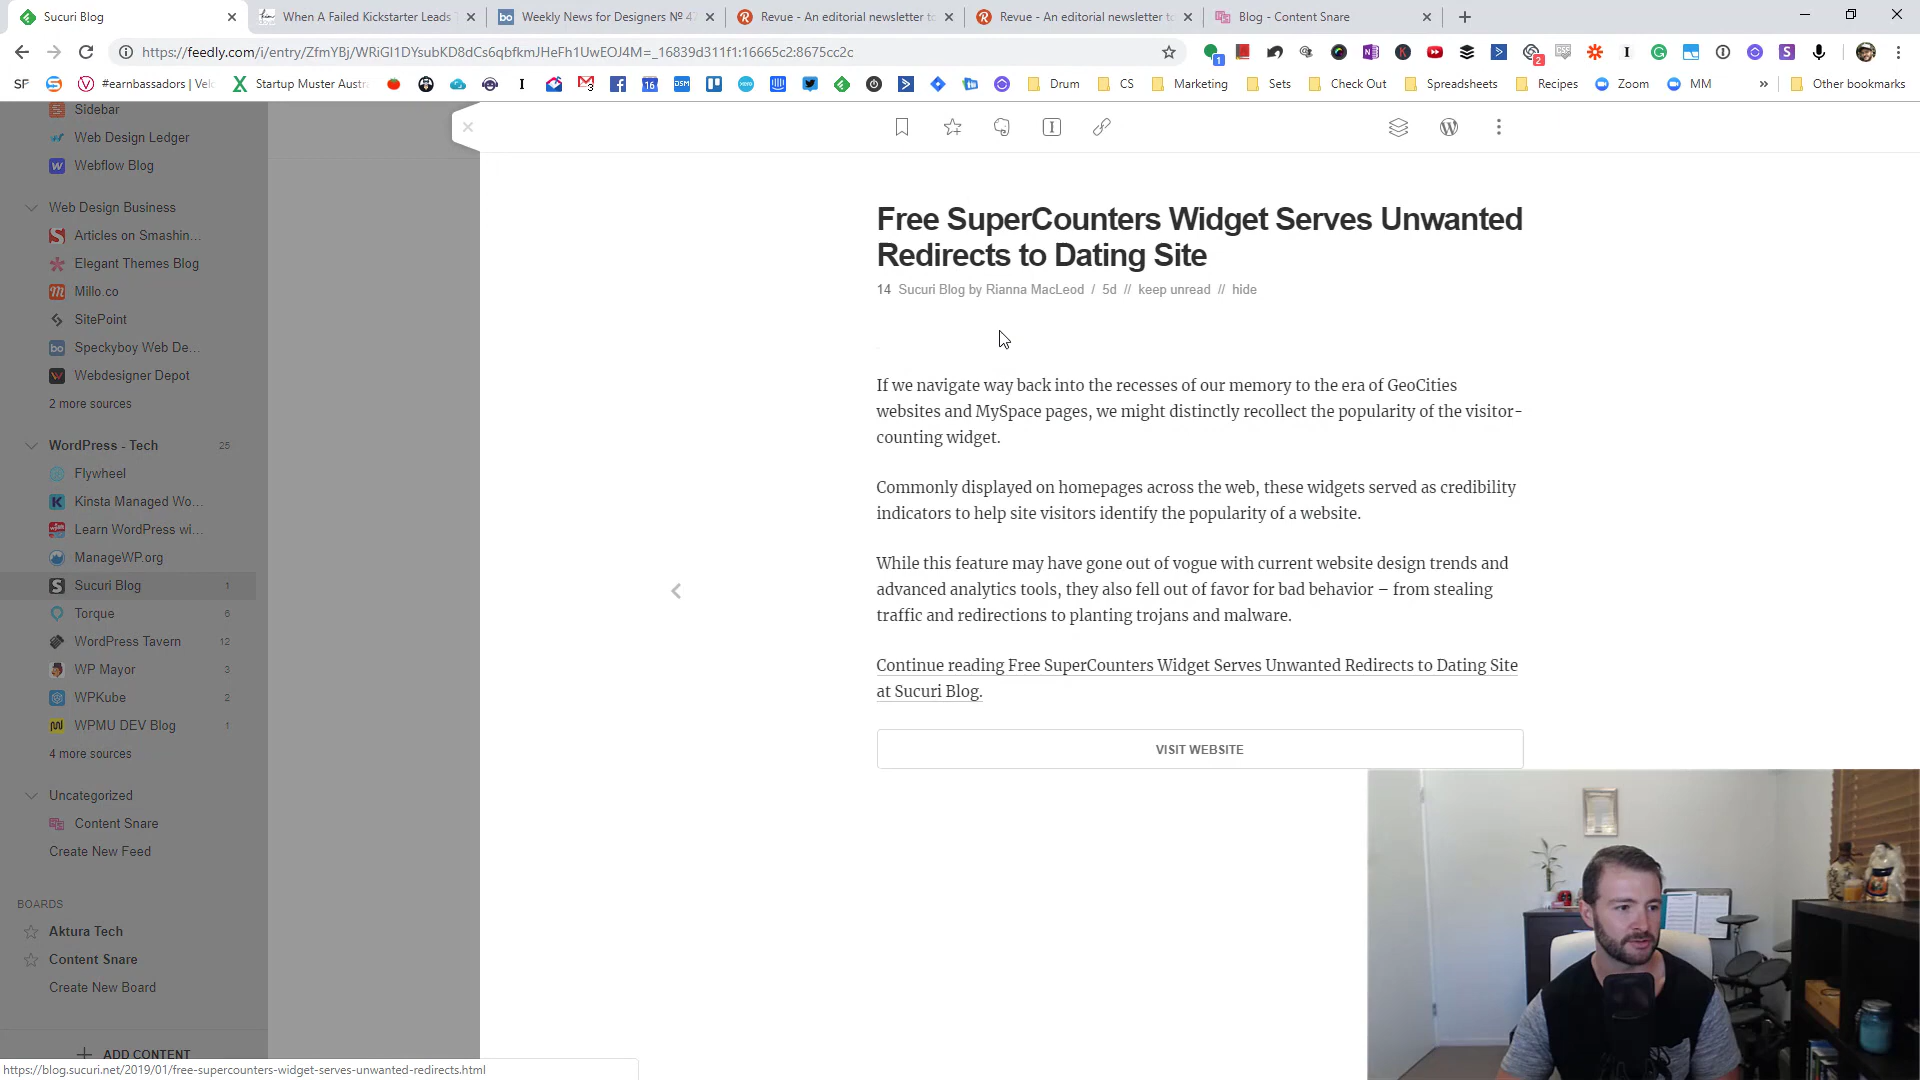 Sucuri Blog
When A Failed Kickstarter Leads
Weekly News for Designers № 47
Revue - An editorial newsletter to
Revue - An editorial newsletter to
Blog - Content Snare
https://feedly.com/i/entry/ZfmYBj/WRiGl1DYsubKD8dCs6qbfkmJHeFh1UwEOJ4M=_16839d311f1:16665c2:8675cc2c
SF
#earnbassadors | Velo
Startup Muster Austra
Drum
CS
Marketing
Sets
Check Out
Spreadsheets
Recipes
Zoom
MM
Other bookmarks
Sidebar
Web Design Ledger
Webflow Blog
Web Design Business
Articles on Smashin...
Elegant Themes Blog
Millo.co
SitePoint
Speckyboy Web De...
Webdesigner Depot
2 more sources
WordPress - Tech 25
Flywheel
Kinsta Managed Wo...
Learn WordPress wi...
ManageWP.org
Sucuri Blog 1
Torque 6
WordPress Tavern 12
WP Mayor 3
WPKube 2
WPMU DEV Blog 1
4 more sources
Uncategorized
Content Snare
Create New Feed
BOARDS
Aktura Tech
Content Snare
Create New Board
ADD CONTENT
Free SuperCounters Widget Serves Unwanted
Redirects to Dating Site
14 Sucuri Blog by Rianna MacLeod / 5d // keep unread // hide
If we navigate way back into the recesses of our memory to the era of GeoCities
websites and MySpace pages, we might distinctly recollect the popularity of the visitor-
counting widget.
Commonly displayed on homepages across the web, these widgets served as credibility
indicators to help site visitors identify the popularity of a website.
While this feature may have gone out of vogue with current website design trends and
advanced analytics tools, they also fell out of favor for bad behavior – from stealing
traffic and redirections to planting trojans and malware.
Continue reading Free SuperCounters Widget Serves Unwanted Redirects to Dating Site
at Sucuri Blog.
VISIT WEBSITE
https://blog.sucuri.net/2019/01/free-supercounters-widget-serves-unwanted-redirects.html